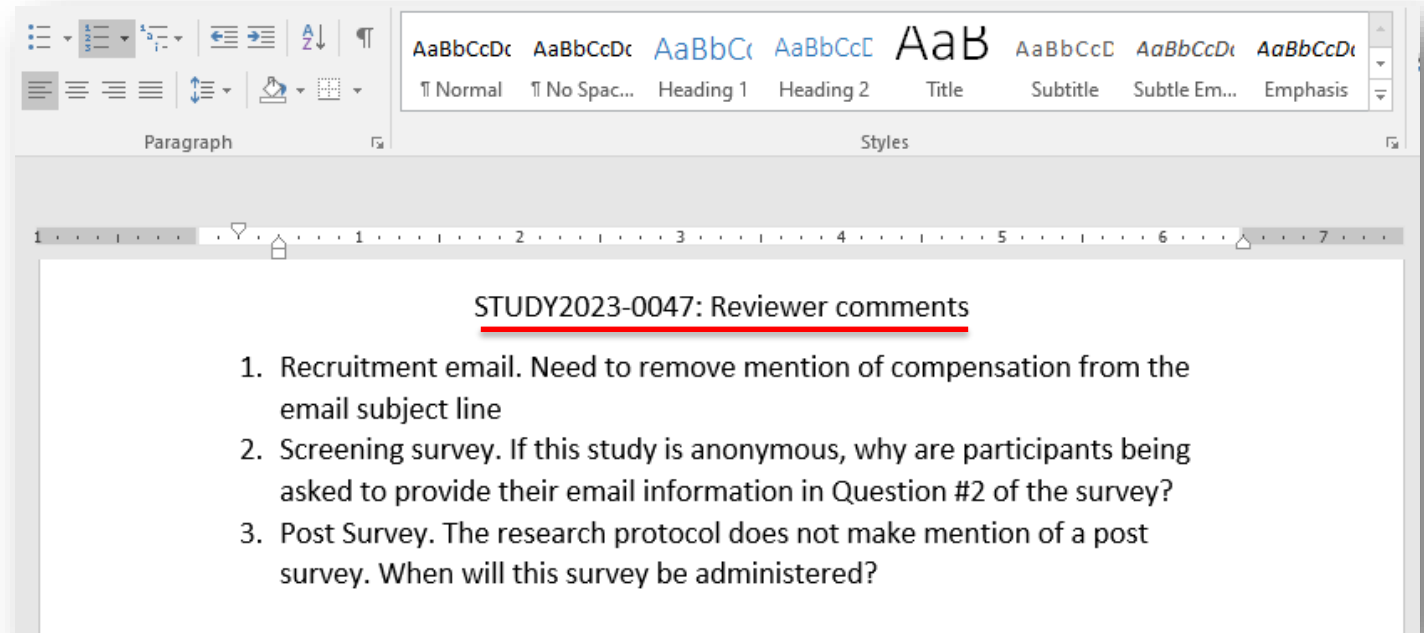 AaBbCcDc AaBbCcDc AaBbC( AaBbCcE AaB AaBbCcD AaBbCcDc AaBbCcDc
¶ Normal ¶ No Spac... Heading 1 Heading 2 Title Subtitle Subtle Em... Emphasis
Paragraph Styles
1 1 2 3 4 5 6 7
STUDY2023-0047: Reviewer comments
1. Recruitment email. Need to remove mention of compensation from the
email subject line
2. Screening survey. If this study is anonymous, why are participants being
asked to provide their email information in Question #2 of the survey?
3. Post Survey. The research protocol does not make mention of a post
survey. When will this survey be administered?